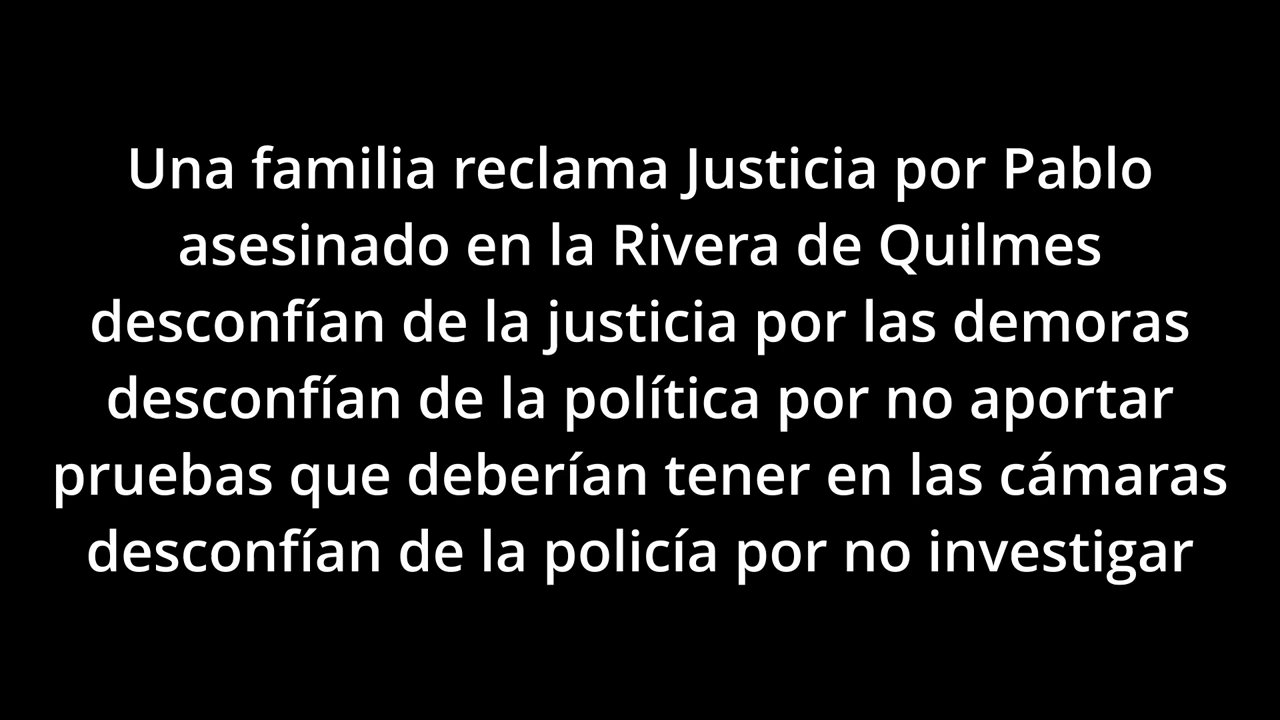 Una familia reclama Justicia por Pablo
asesinado en la Rivera de Quilmes
desconfían de la justicia por las demoras
desconfían de la política por no aportar
pruebas que deberían tener en las cámaras
desconfían de la policía por no investigar